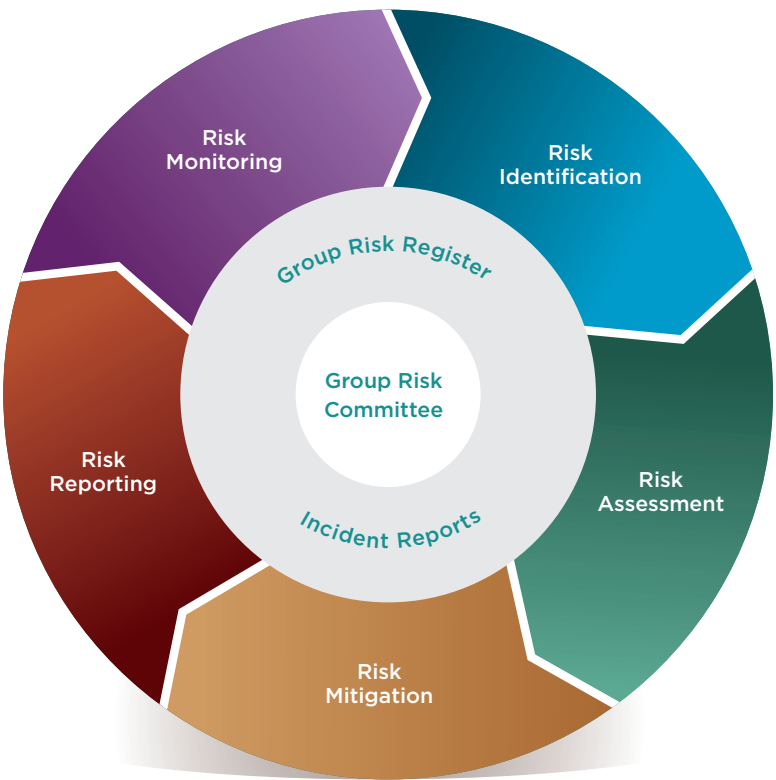 Risk
Monitoring
Risk
Identification
Group Risk Register
Group Risk
Committee
Risk
Reporting
Risk
Assessment
Incident Reports
Risk
Mitigation